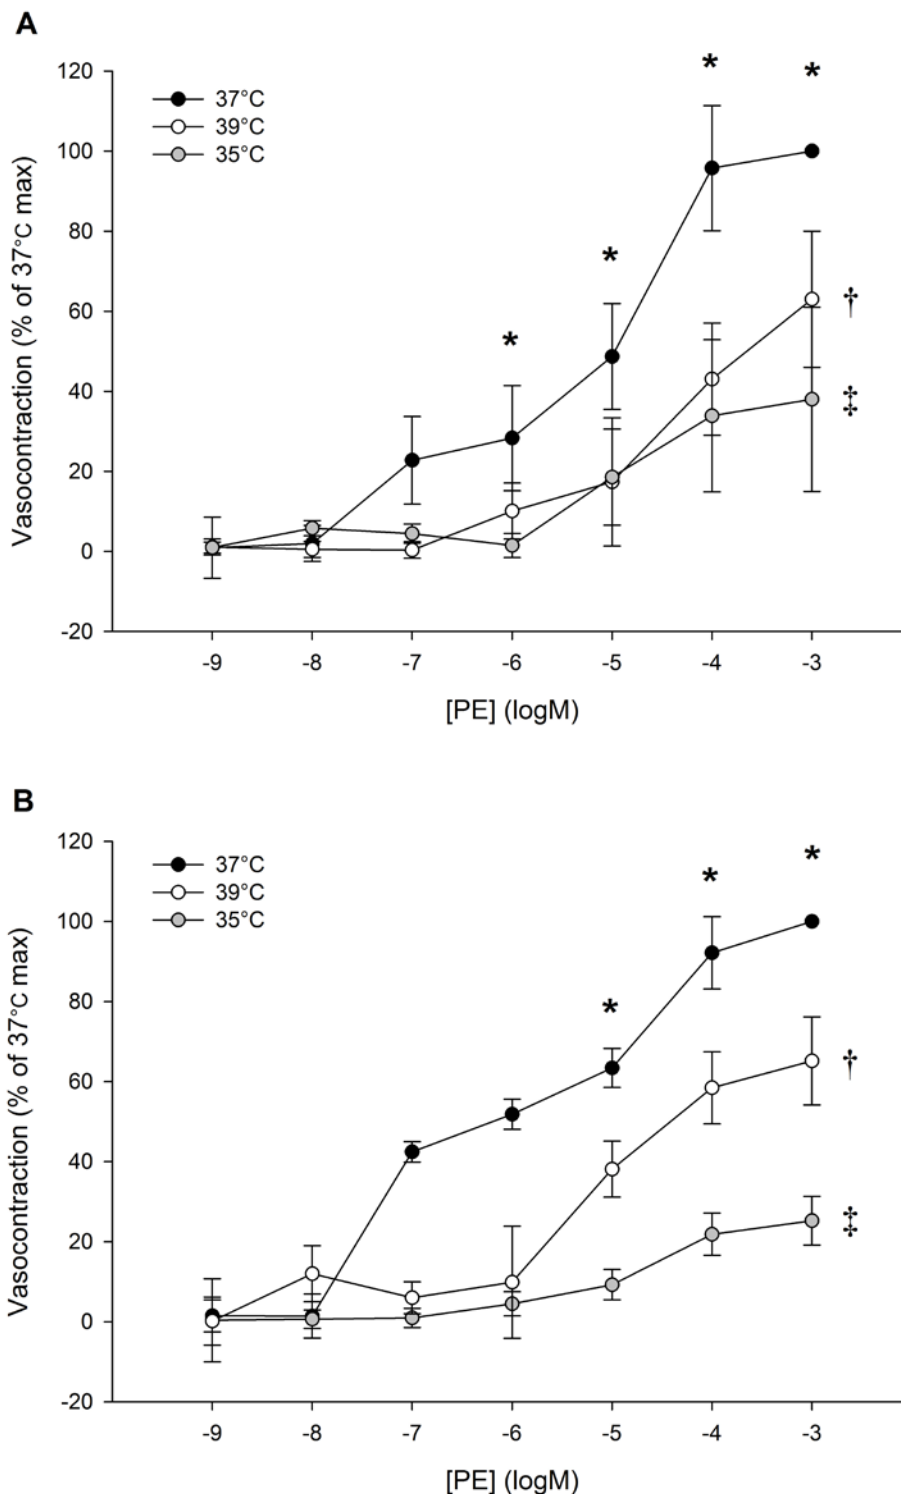 A
Vasocontraction (% of 37°C max)
120
100
80
60
40
20
0
-20
37°C
39°C
35°C
*
*
*
*
†
‡
-9 -8 -7 -6 -5 -4 -3
[PE] (logM)
B
Vasocontraction (% of 37°C max)
120
100
80
60
40
20
0
-20
37°C
39°C
35°C
*
*
*
†
‡
-9 -8 -7 -6 -5 -4 -3
[PE] (logM)